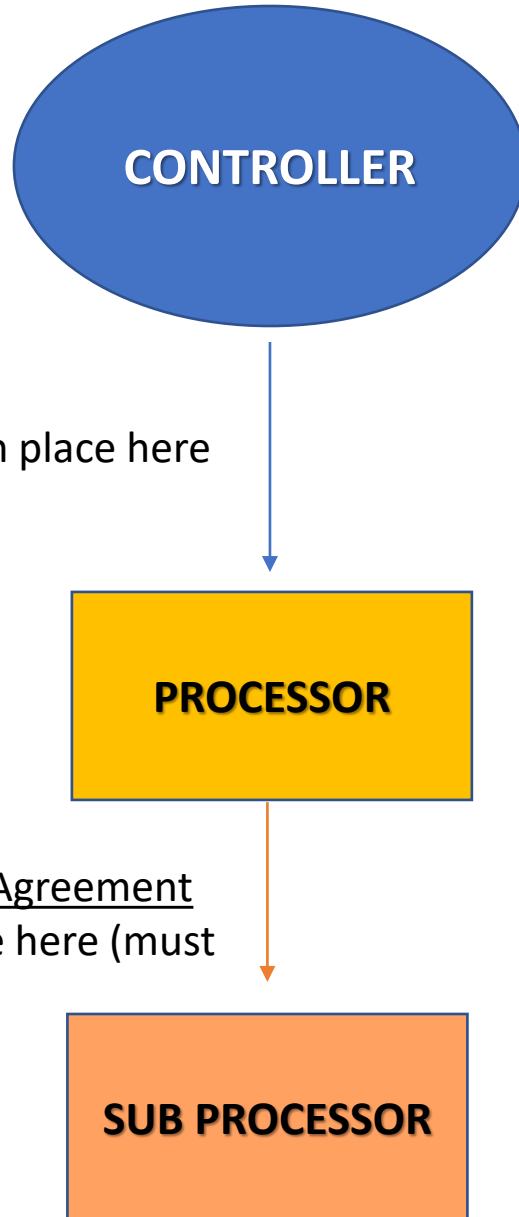 CONTROLLER
place here
PROCESSOR
Agreement
here (must
SUB PROCESSOR